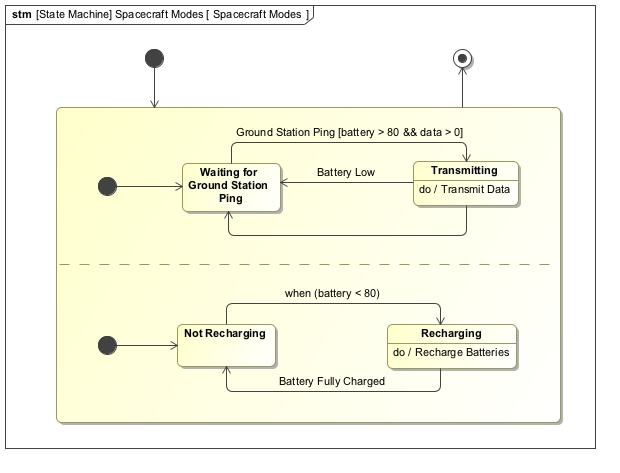 stm [State Machine] Spacecraft Modes [ Spacecraft Modes ]
Ground Station Ping [battery > 80 && data > 0]
Waiting for
Ground Station
Ping
Battery Low
Transmitting
do / Transmit Data
when (battery < 80)
Not Recharging
Recharging
do / Recharge Batteries
Battery Fully Charged